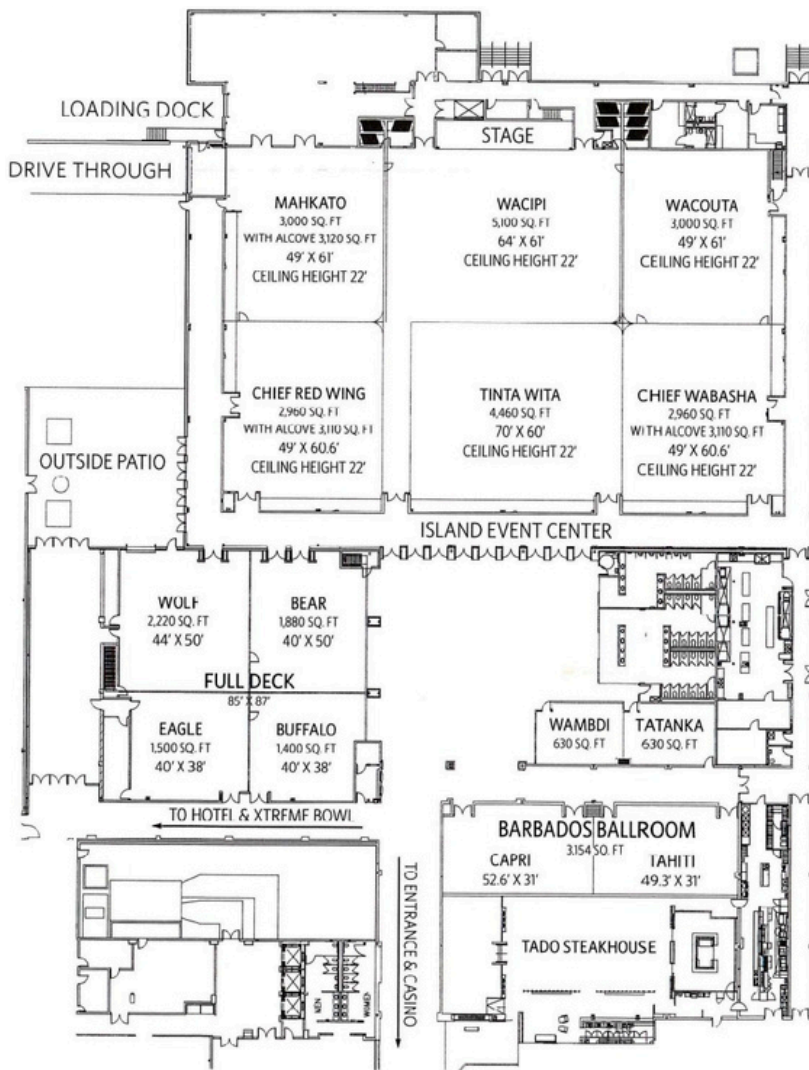 LOADING DOCK
DRIVE THROUGH
STAGE
MAHKATO
3,000 SQ. FT
WITH ALCOVE 3,120 SQ. FT
49' X 61'
CEILING HEIGHT 22'
WACIPI
5,100 SQ. FT
64' X 61'
CEILING HEIGHT 22'
WACOUTA
3,000 SQ. FT
49' X 61'
CEILING HEIGHT 22'
CHIEF RED WING
2,960 SQ. FT
WITH ALCOVE 3,110 SQ. FT
49' X 60.6'
CEILING HEIGHT 22'
TINTA WITA
4,460 SQ. FT
70' X 60'
CEILING HEIGHT 22'
CHIEF WABASHA
2,960 SQ. FT
WITH ALCOVE 3,110 SQ. FT
49' X 60.6'
CEILING HEIGHT 22'
OUTSIDE PATIO
ISLAND EVENT CENTER
WOLF
2,220 SQ. FT
44' X 50'
BEAR
1,880 SQ. FT
40' X 50'
FULL DECK
85' X 87'
EAGLE
1,500 SQ. FT
40' X 38'
BUFFALO
1,400 SQ. FT
40' X 38'
WAMBDI
630 SQ. FT
TATANKA
630 SQ. FT
TO HOTEL & XTREME BOWL
BARBADOS BALLROOM
3,154 SQ. FT
CAPRI
52.6' X 31'
TAHITI
49.3' X 31'
TO ENTRANCE & CASINO
TADO STEAKHOUSE
MEN
WOMEN